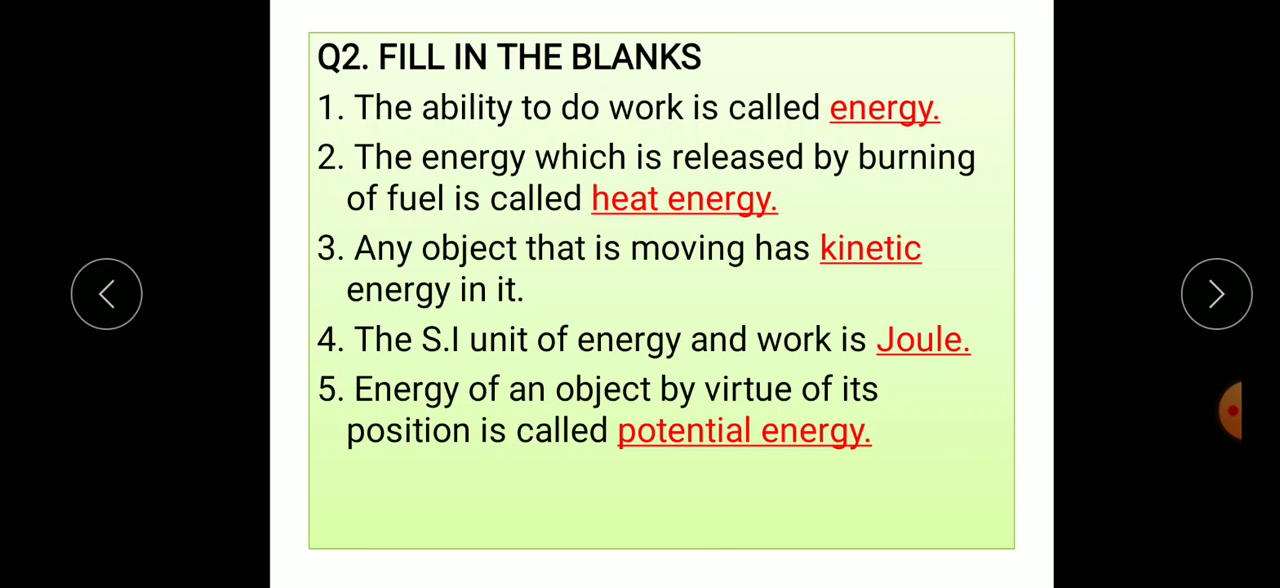 Q2. FILL IN THE BLANKS
1. The ability to do work is called energy.
2. The energy which is released by burning
of fuel is called heat energy.
3. Any object that is moving has kinetic
energy in it.
4. The S.I unit of energy and work is Joule.
5. Energy of an object by virtue of its
position is called potential energy.